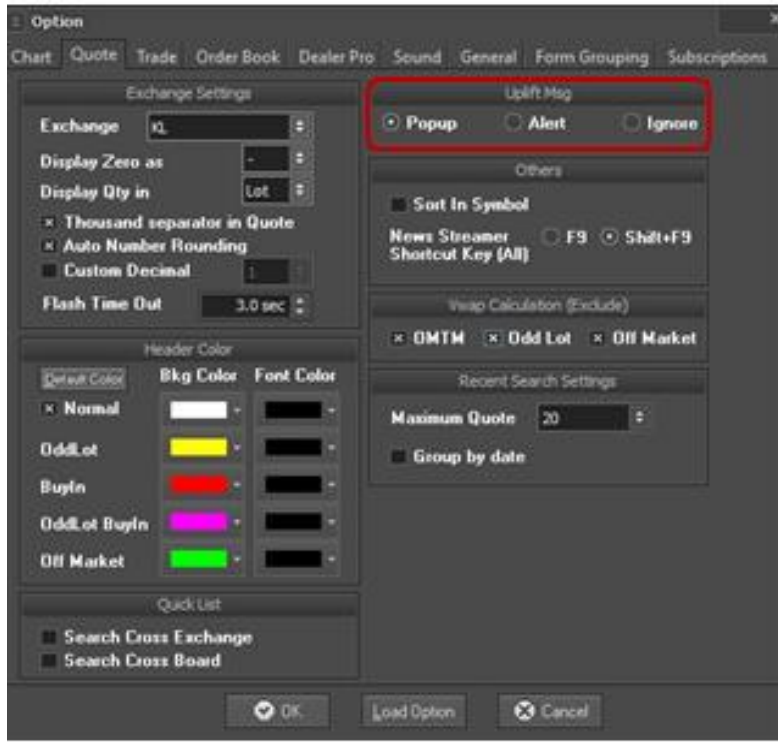 Option
Chart Quote Trade Order Book Dealer Pro Sound General Form Grouping Subscriptions
Exchange Settings
Exchange KL
Display Zero as -
Display Qty in Lot
Thousand separator in Quote
Auto Number Rounding
Custom Decimal
Flash Time Out 3.0 sec
Header Color
Default Color Bkg Color Font Color
Normal
OddLot
BuyIn
OddLot BuyIn
Off Market
Quick List
Search Cross Exchange
Search Cross Board
Uplift Msg
Popup Alert Ignore
Others
Sort In Symbol
News Streamer F9 Shift+F9
Shortcut Key (All)
Vwap Calculation (Exclude)
OMTM Odd Lot Off Market
Recent Search Settings
Maximum Quote 20
Group by date
OK Load Option Cancel